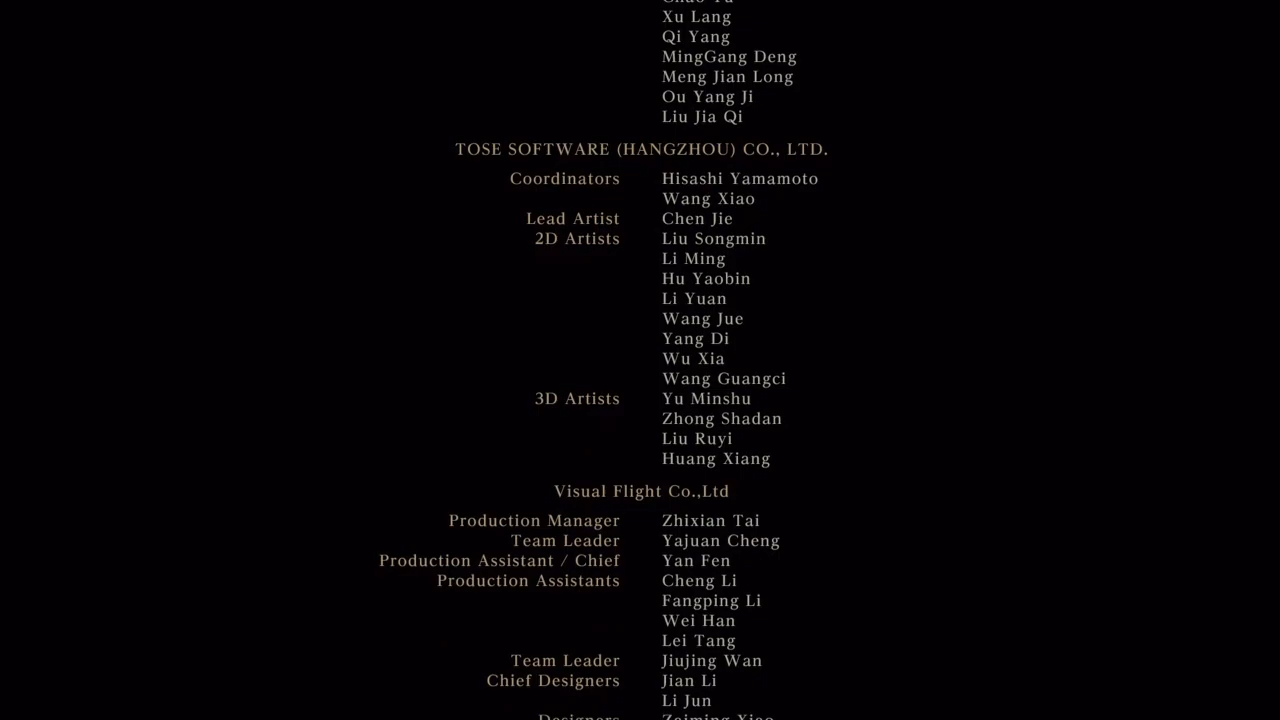 Xu Lang
Qi Yang
MingGang Deng
Meng Jian Long
Ou Yang Ji
Liu Jia Qi
TOSE SOFTWARE (HANGZHOU) CO., LTD.
Coordinators Hisashi Yamamoto
Wang Xiao
Lead Artist Chen Jie
2D Artists Liu Songmin
Li Ming
Hu Yaobin
Li Yuan
Wang Jue
Yang Di
Wu Xia
Wang Guangci
3D Artists Yu Minshu
Zhong Shadan
Liu Ruyi
Huang Xiang
Visual Flight Co.,Ltd
Production Manager Zhixian Tai
Team Leader Yajuan Cheng
Production Assistant / Chief Yan Fen
Production Assistants Cheng Li
Fangping Li
Wei Han
Lei Tang
Team Leader Jiujing Wan
Chief Designers Jian Li
Li Jun
Designers Zaiming Xiao